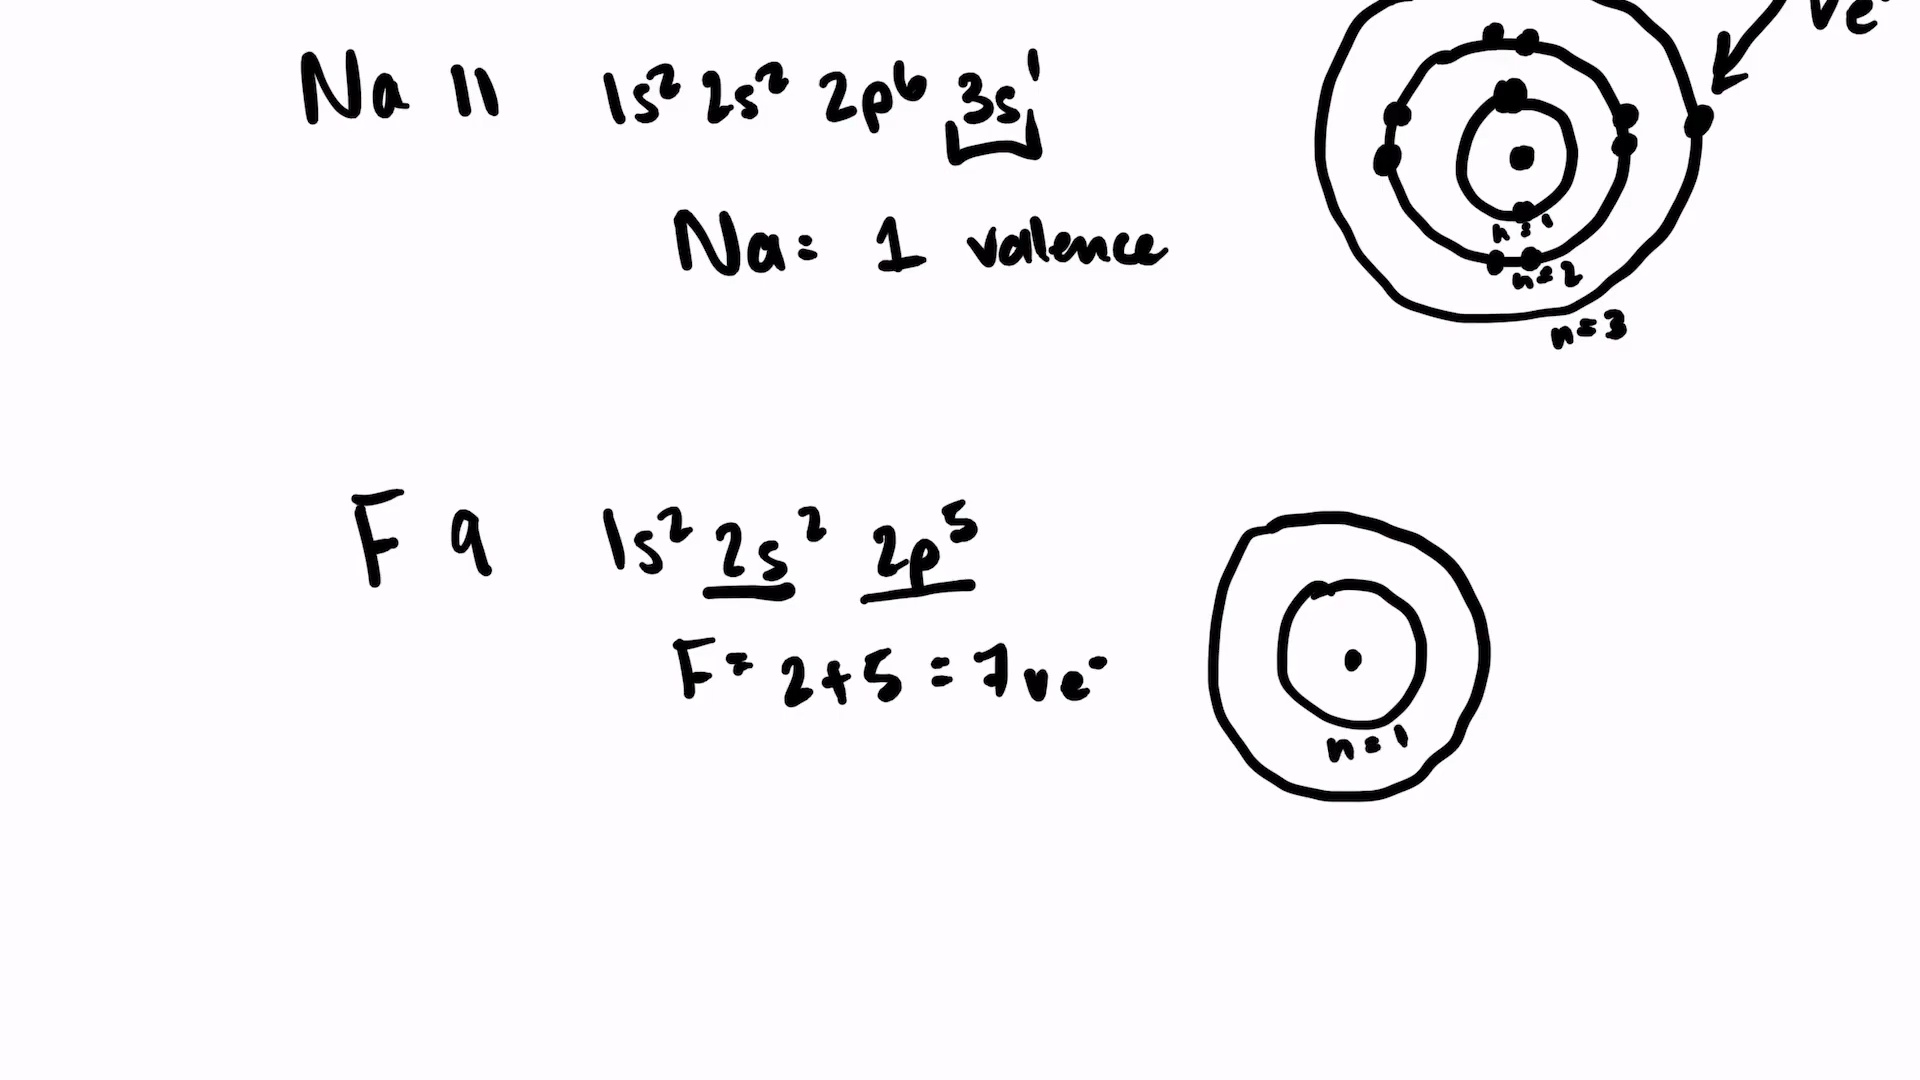 ve⁻
Na 11 1s² 2s² 2p⁶ 3s¹
Na: 1 valence
n=1
n=2
n=3
F 9 1s² 2s² 2p⁵
F= 2+5 = 7ve⁻
n=1